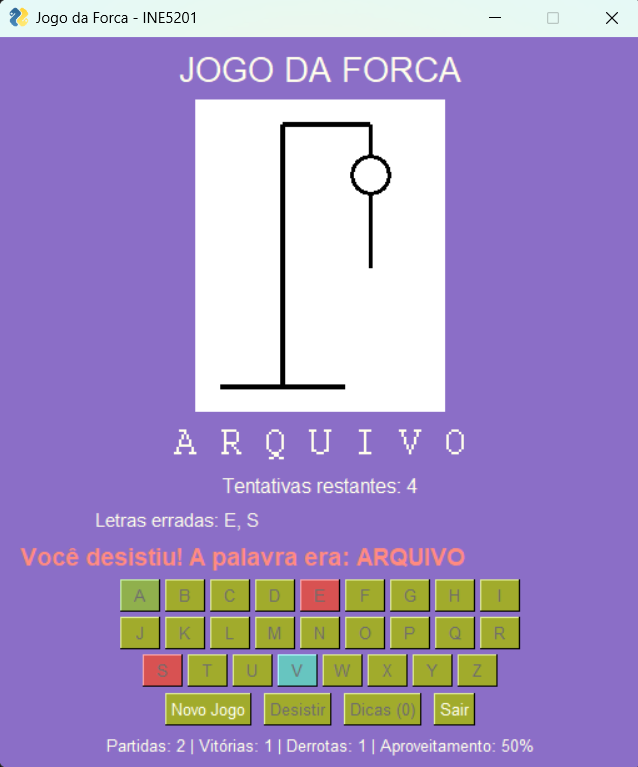 Jogo da Forca - INE5201
JOGO DA FORCA
A R Q U I V O
Tentativas restantes: 4
Letras erradas: E, S
Você desistiu! A palavra era: ARQUIVO
A B C D E F G H I
J K L M N O P Q R
S T U V W X Y Z
Novo Jogo Desistir Dicas (0) Sair
Partidas: 2 | Vitórias: 1 | Derrotas: 1 | Aproveitamento: 50%